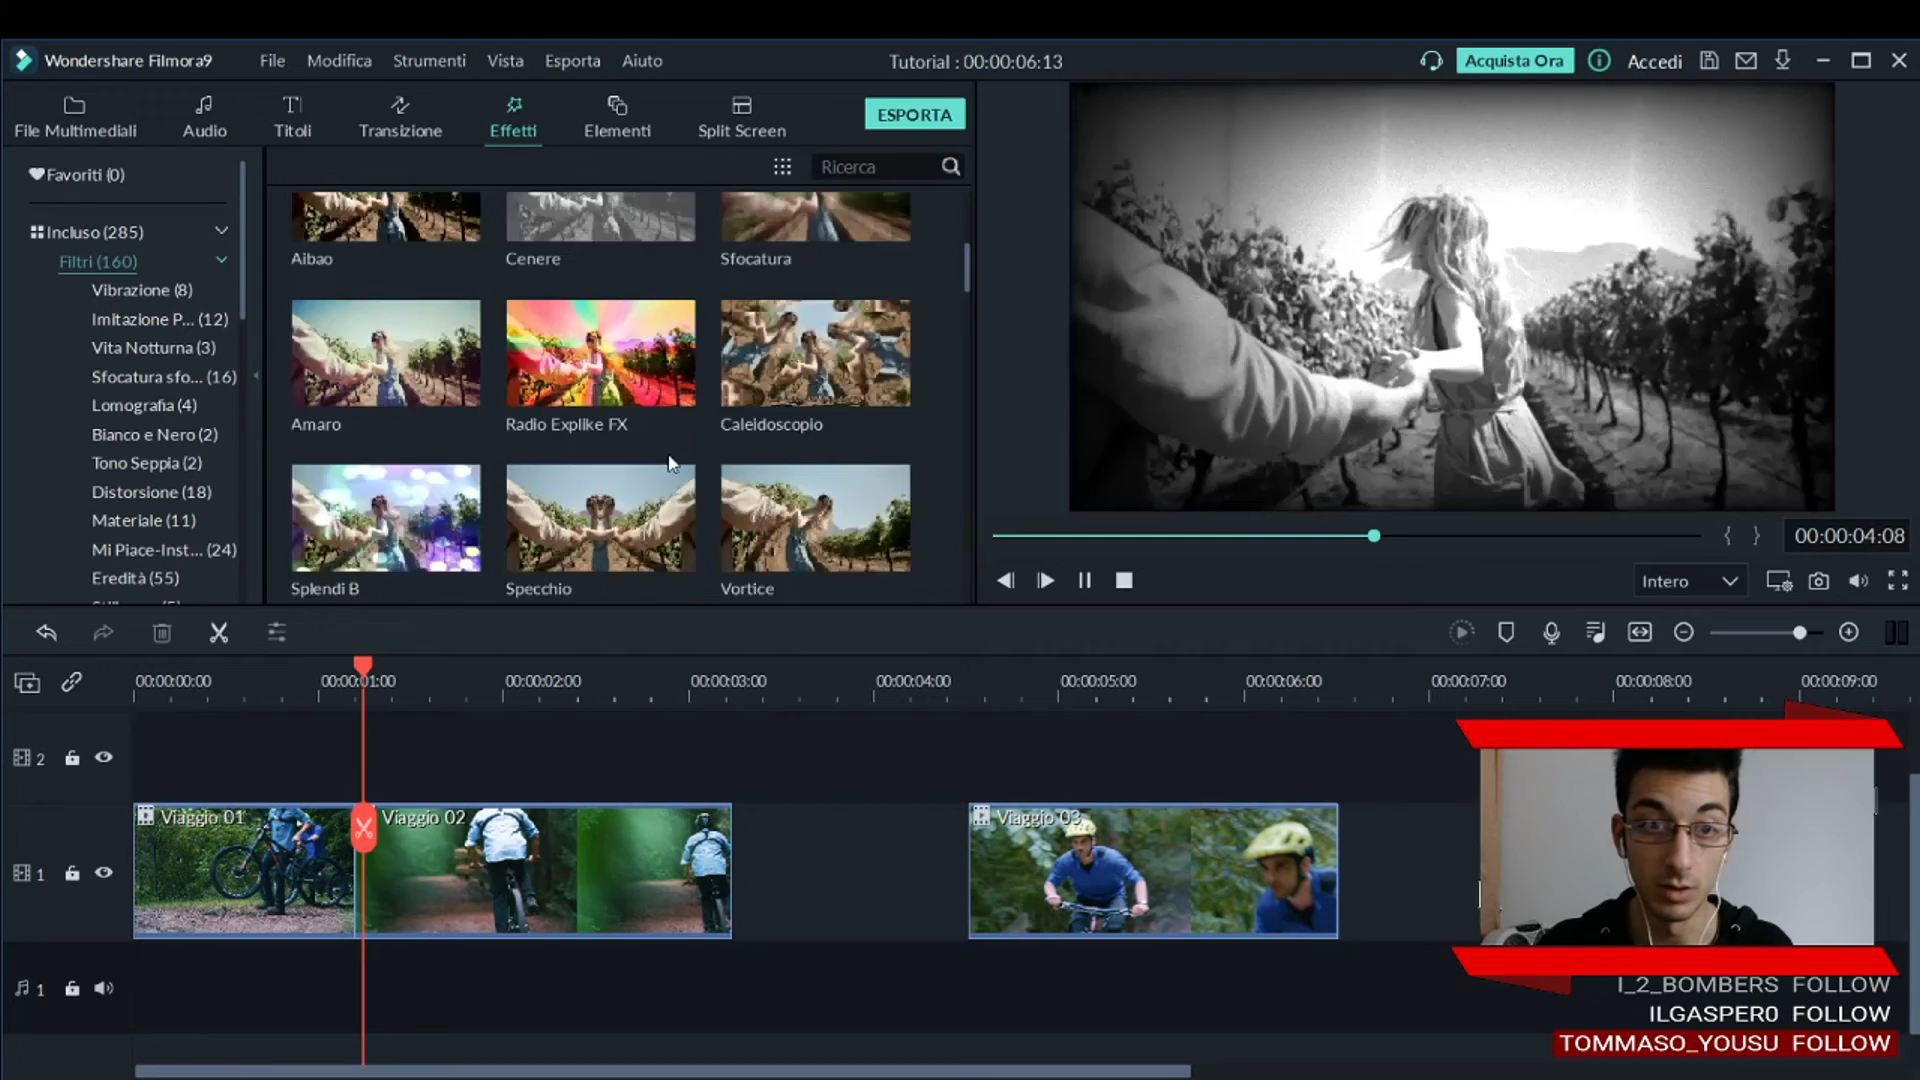 Wondershare Filmora9
File Modifica Strumenti Vista Esporta Aiuto
Tutorial : 00:00:06:13
Acquista Ora
Accedi
File Multimediali
Audio
Titoli
Transizione
Effetti
Elementi
Split Screen
ESPORTA
Favoriti (0)
Ricerca
Incluso (285)
Filtri (160)
Vibrazione (8)
Imitazione P... (12)
Vita Notturna (3)
Sfocatura sfo... (16)
Lomografia (4)
Bianco e Nero (2)
Tono Seppia (2)
Distorsione (18)
Materiale (11)
Mi Piace-Inst... (24)
Eredità (55)
Aibao
Cenere
Sfocatura
Amaro
Radio Explike FX
Caleidoscopio
Splendi B
Specchio
Vortice
00:00:04:08
Intero
00:00:00:00 00:00:01:00 00:00:02:00 00:00:03:00 00:00:04:00 00:00:05:00 00:00:06:00 00:00:07:00 00:00:08:00 00:00:09:00
2
Viaggio 01
Viaggio 02
Viaggio 03
1
1
I_2_BOMBERS FOLLOW
ILGASPER0 FOLLOW
TOMMASO_YOUSU FOLLOW